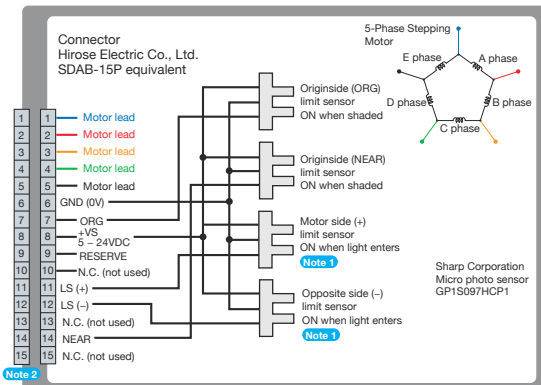 Connector
Hirose Electric Co., Ltd.
SDAB-15P equivalent
5-Phase Stepping
Motor
E phase
A phase
D phase
B phase
C phase
1 1 Motor lead
2 2 Motor lead
3 3 Motor lead
4 4 Motor lead
5 5 Motor lead
6 6 GND (0V)
7 7 ORG
8 8 +VS
5 – 24VDC
9 9 RESERVE
10 10 N.C. (not used)
11 11 LS (+)
12 12 LS (–)
13 13 N.C. (not used)
14 14 NEAR
15 15 N.C. (not used)
Note 2
Originside (ORG)
limit sensor
ON when shaded
Originside (NEAR)
limit sensor
ON when shaded
Motor side (+)
limit sensor
ON when light enters
Note 1
Opposite side (–)
limit sensor
ON when light enters
Note 1
Sharp Corporation
Micro photo sensor
GP1S097HCP1